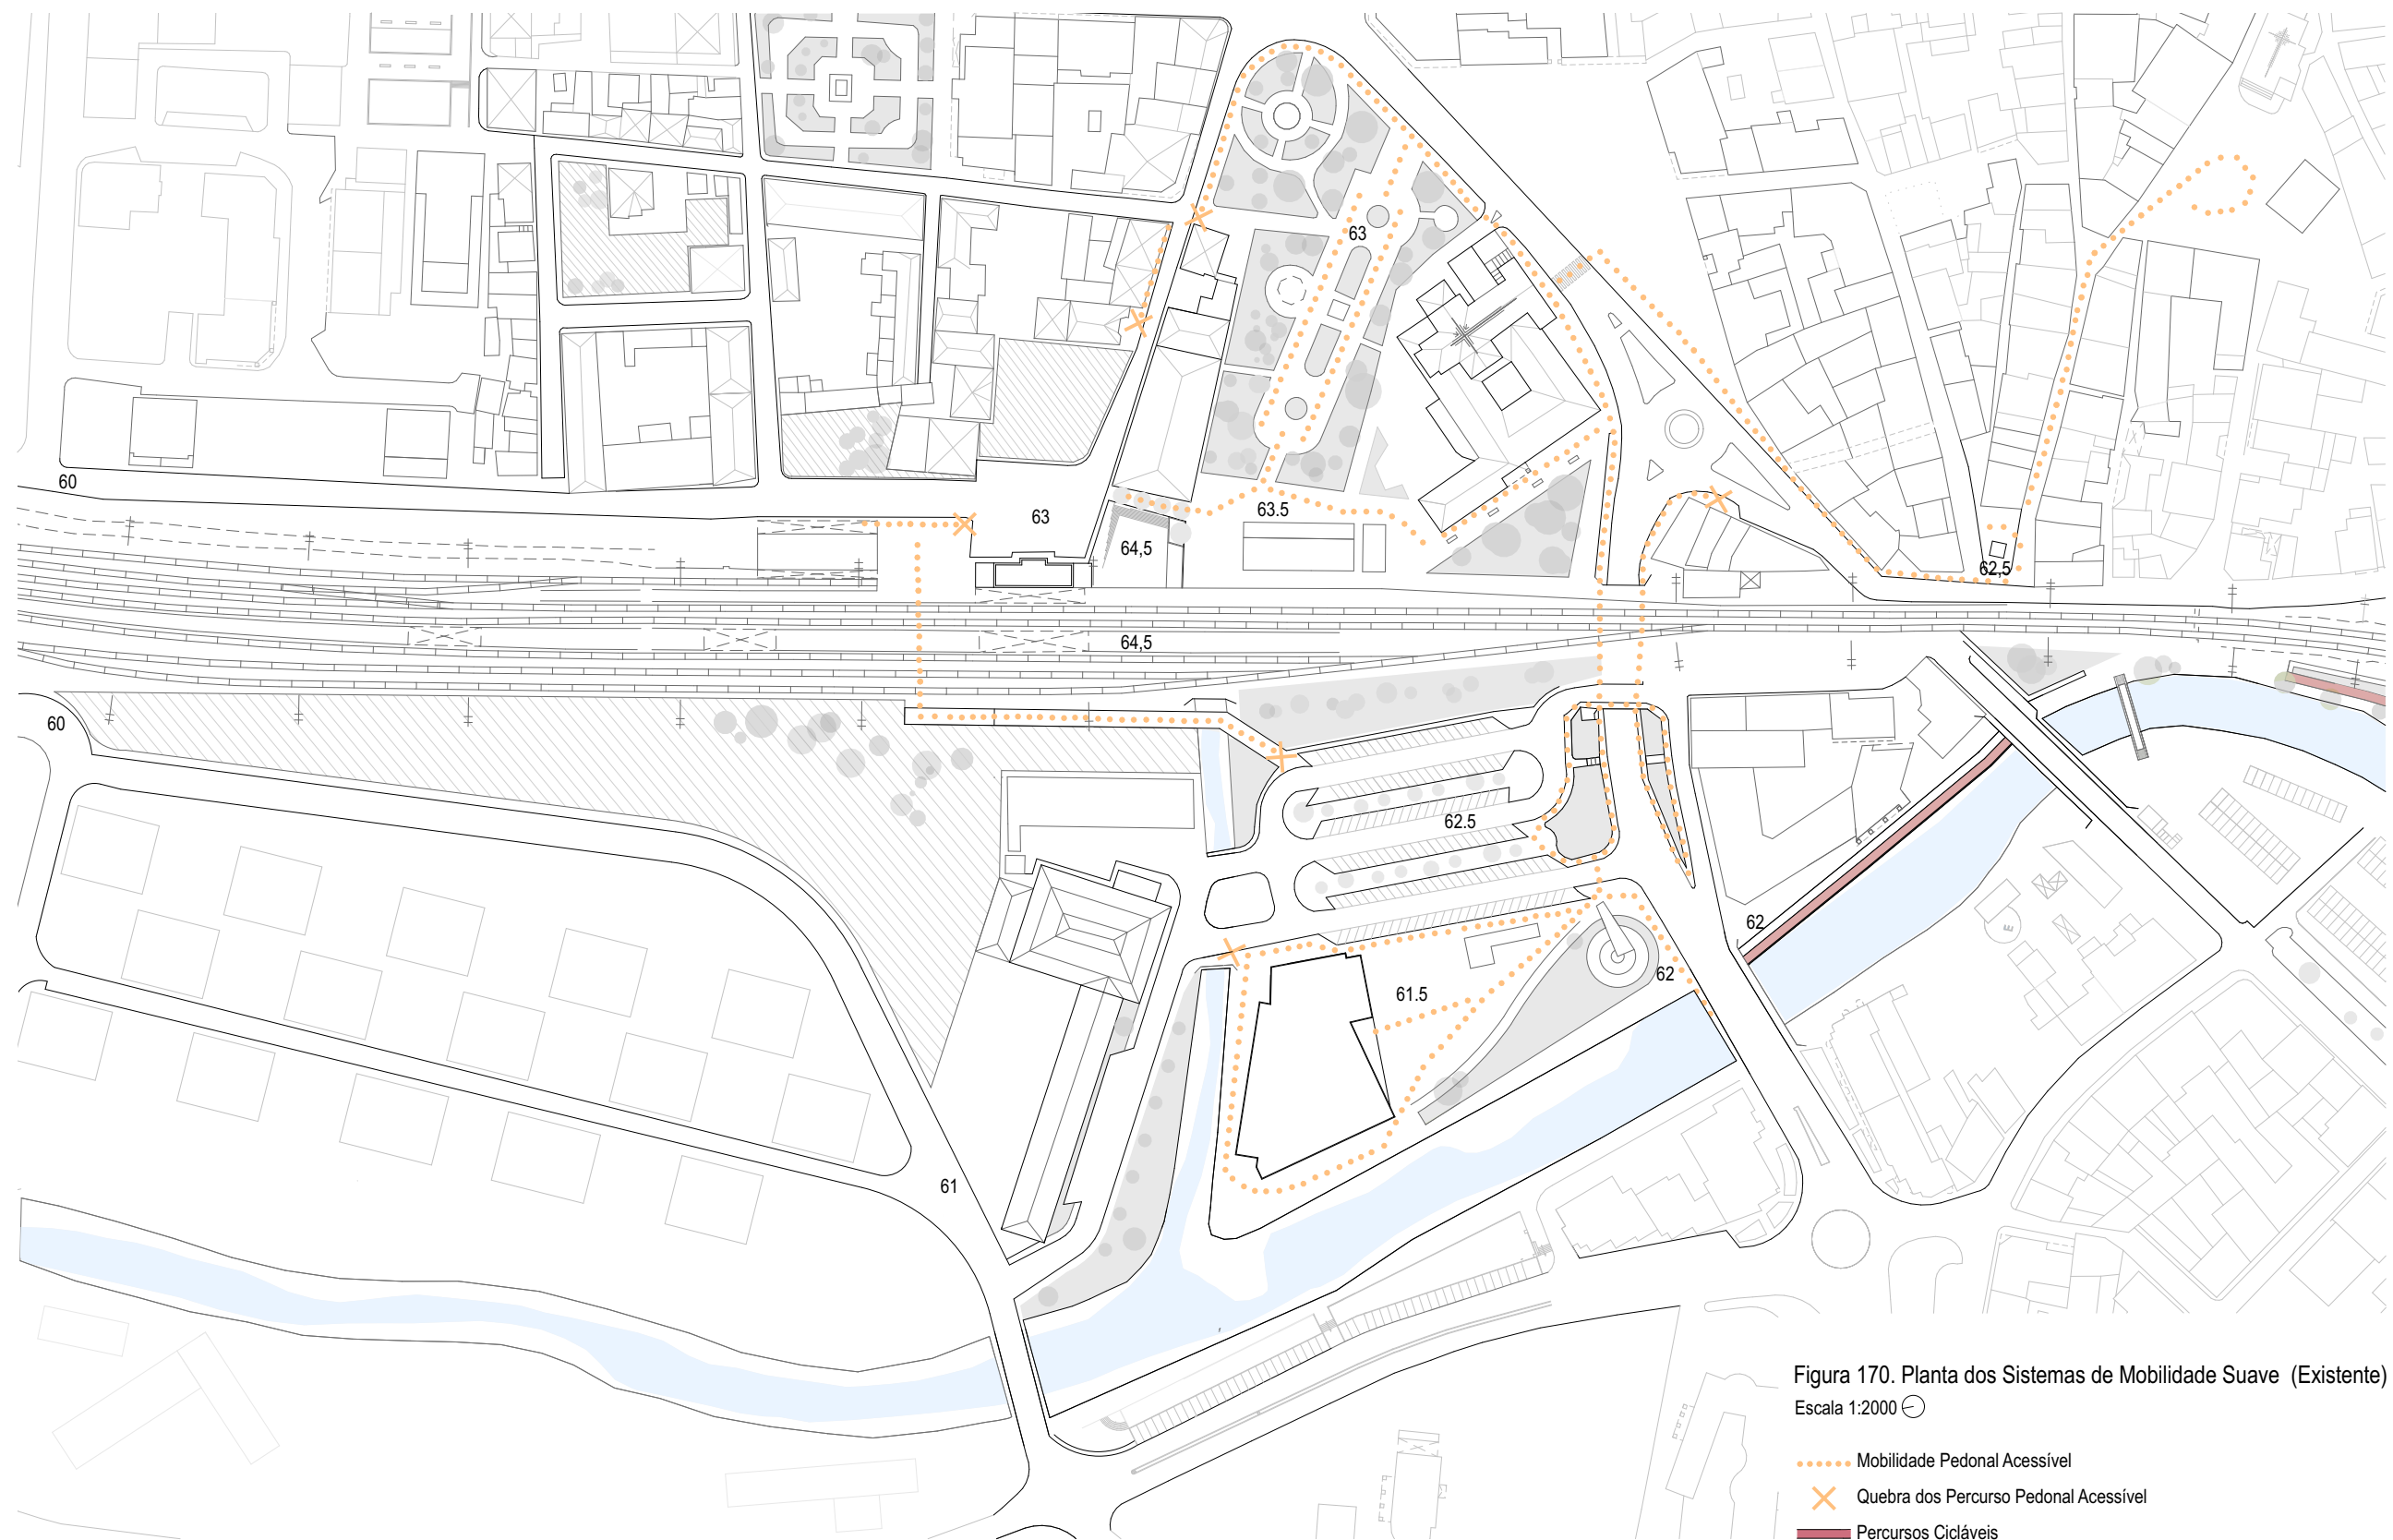 63
60
63
63.5
64,5
62,5
64,5
60
62.5
62
E
62
61.5
61
Figura 170. Planta dos Sistemas de Mobilidade Suave (Existente)
Escala 1:2000
Mobilidade Pedonal Acessível
Quebra dos Percurso Pedonal Acessível
Percursos Cicláveis